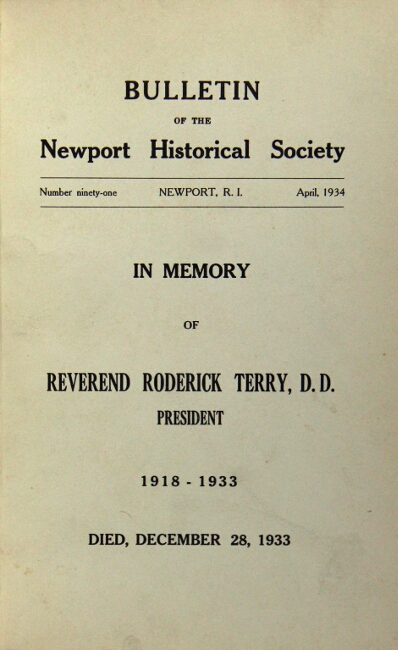 BULLETIN
OF THE
Newport Historical Society
Number ninety-one NEWPORT, R. I. April, 1934
IN MEMORY
OF
REVEREND RODERICK TERRY, D. D.
PRESIDENT
1918 - 1933
DIED, DECEMBER 28, 1933